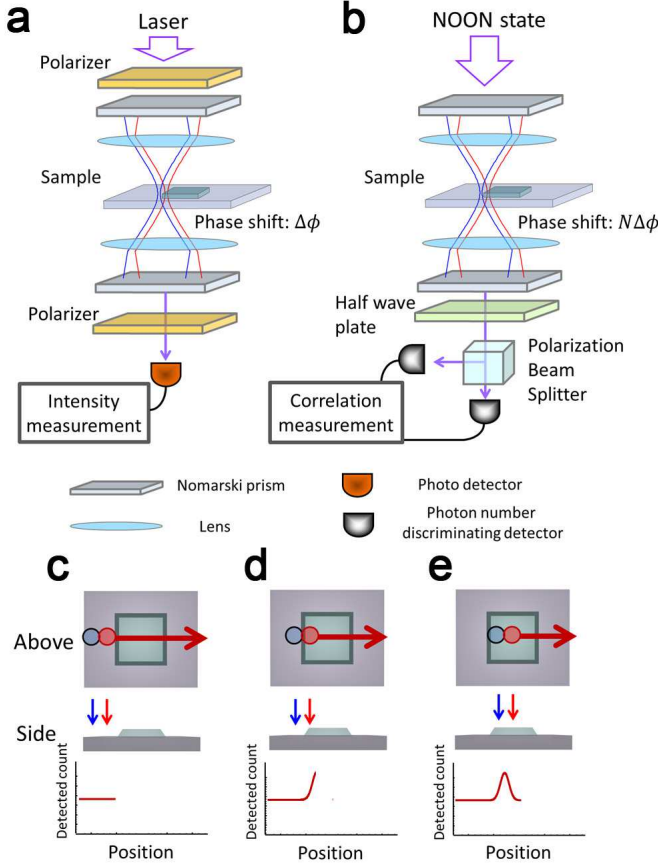 a
Laser
Polarizer
Sample
Phase shift: Δϕ
Polarizer
Intensity
measurement
b
NOON state
Sample
Phase shift: NΔϕ
Half wave
plate
Polarization
Beam
Splitter
Correlation
measurement
Nomarski prism
Photo detector
Lens
Photon number
discriminating detector
c
d
e
Above
Side
Detected count
Position
Detected count
Position
Detected count
Position